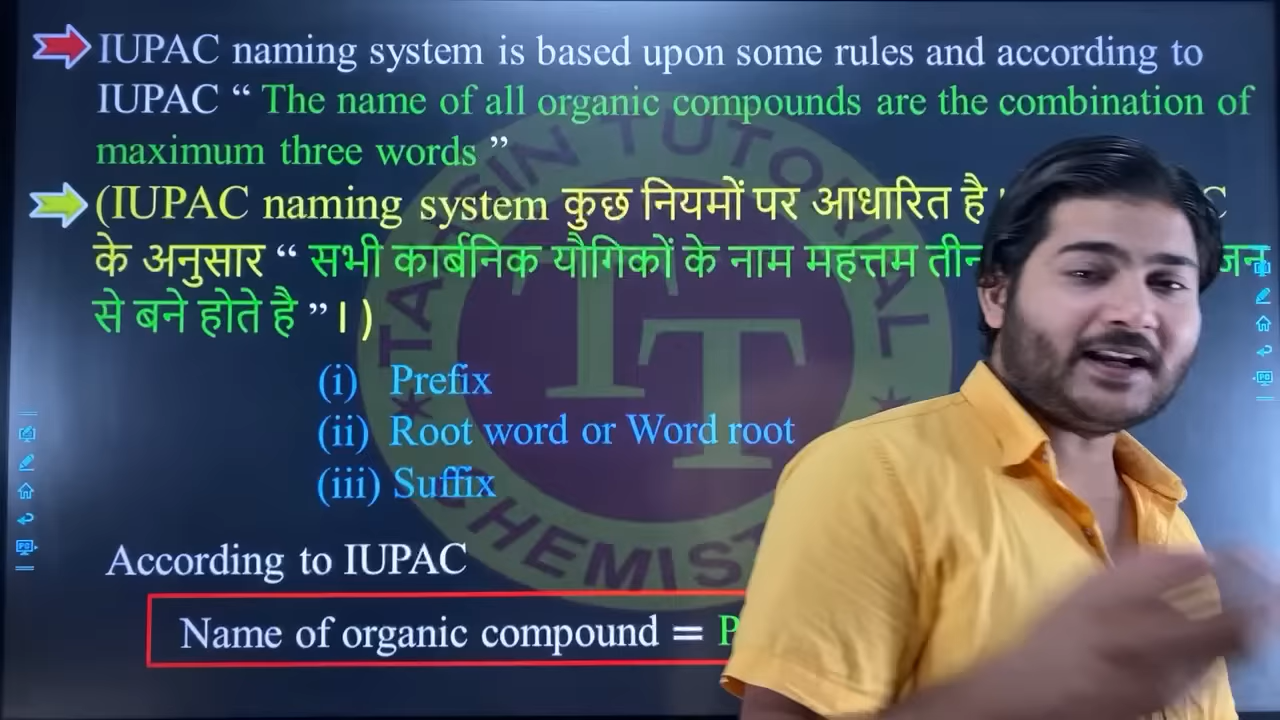 IUPAC naming system is based upon some rules and according to
IUPAC “ The name of all organic compounds are the combination of
maximum three words ”
(IUPAC naming system कुछ नियमों पर आधारित है।
के अनुसार “ सभी कार्बनिक यौगिकों के नाम महत्तम तीन
से बने होते है ”। )
(i) Prefix
(ii) Root word or Word root
(iii) Suffix
According to IUPAC
Name of organic compound = P
TT
CHEMIS